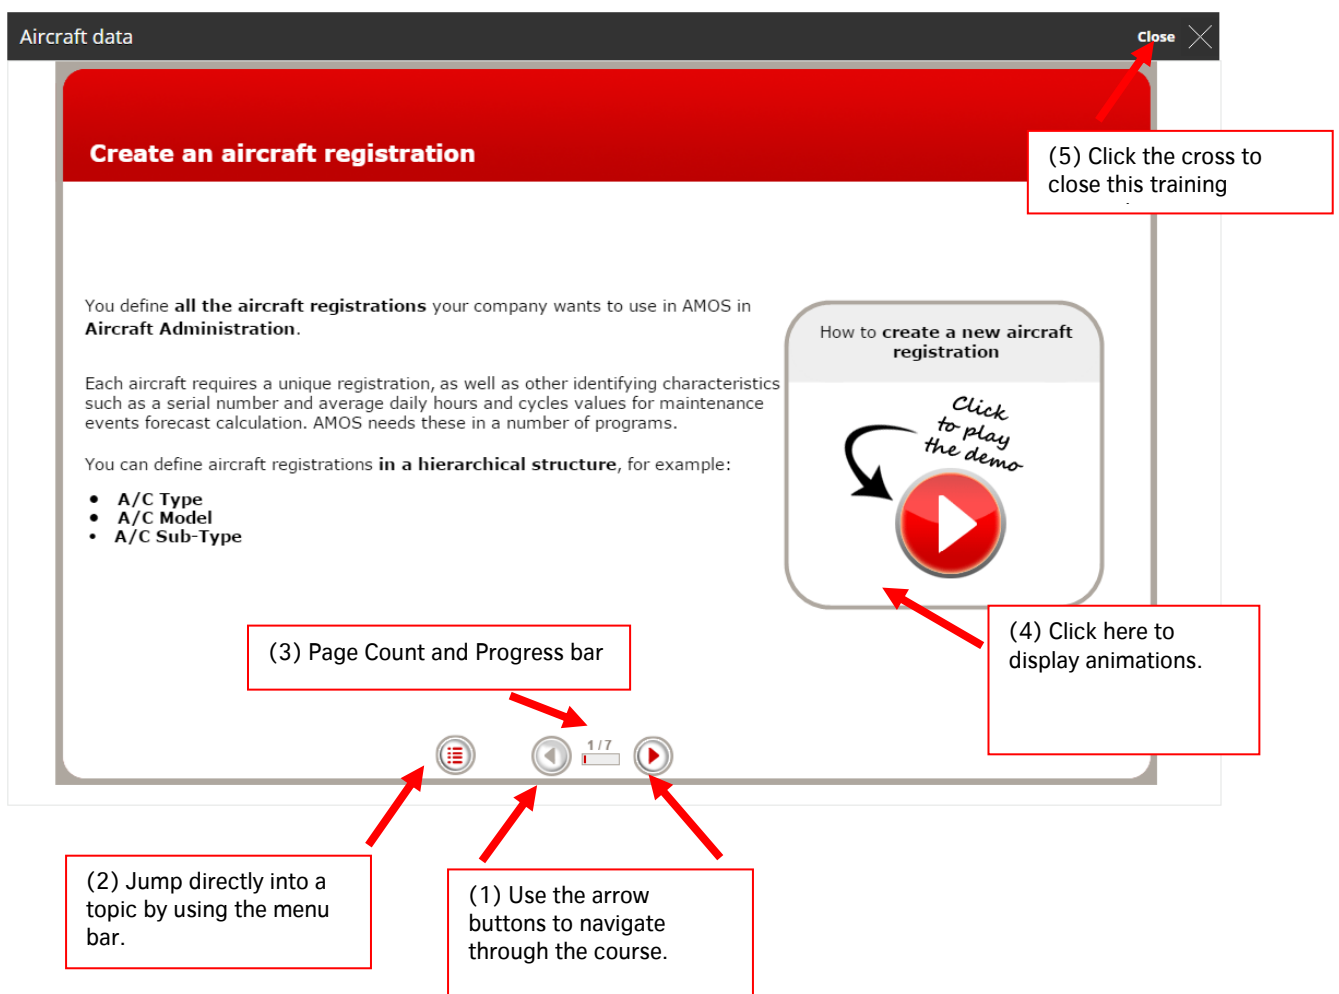 Aircraft data
Close
Create an aircraft registration
(5) Click the cross to
close this training
You define all the aircraft registrations your company wants to use in AMOS in
Aircraft Administration.
Each aircraft requires a unique registration, as well as other identifying characteristics
such as a serial number and average daily hours and cycles values for maintenance
events forecast calculation. AMOS needs these in a number of programs.
You can define aircraft registrations in a hierarchical structure, for example:
• A/C Type
• A/C Model
• A/C Sub-Type
How to create a new aircraft
registration
Click
to play
the demo
(4) Click here to
display animations.
(3) Page Count and Progress bar
1/7
(2) Jump directly into a
topic by using the menu
bar.
(1) Use the arrow
buttons to navigate
through the course.